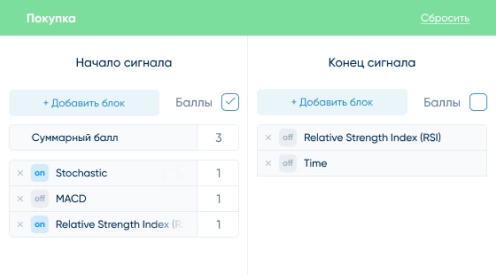 Покупка
Сбросить
Начало сигнала
+ Добавить блок
Баллы
Суммарный балл 3
× on Stochastic 1
× off MACD 1
× on Relative Strength Index (R 1
Конец сигнала
+ Добавить блок
Баллы
× off Relative Strength Index (RSI)
× off Time